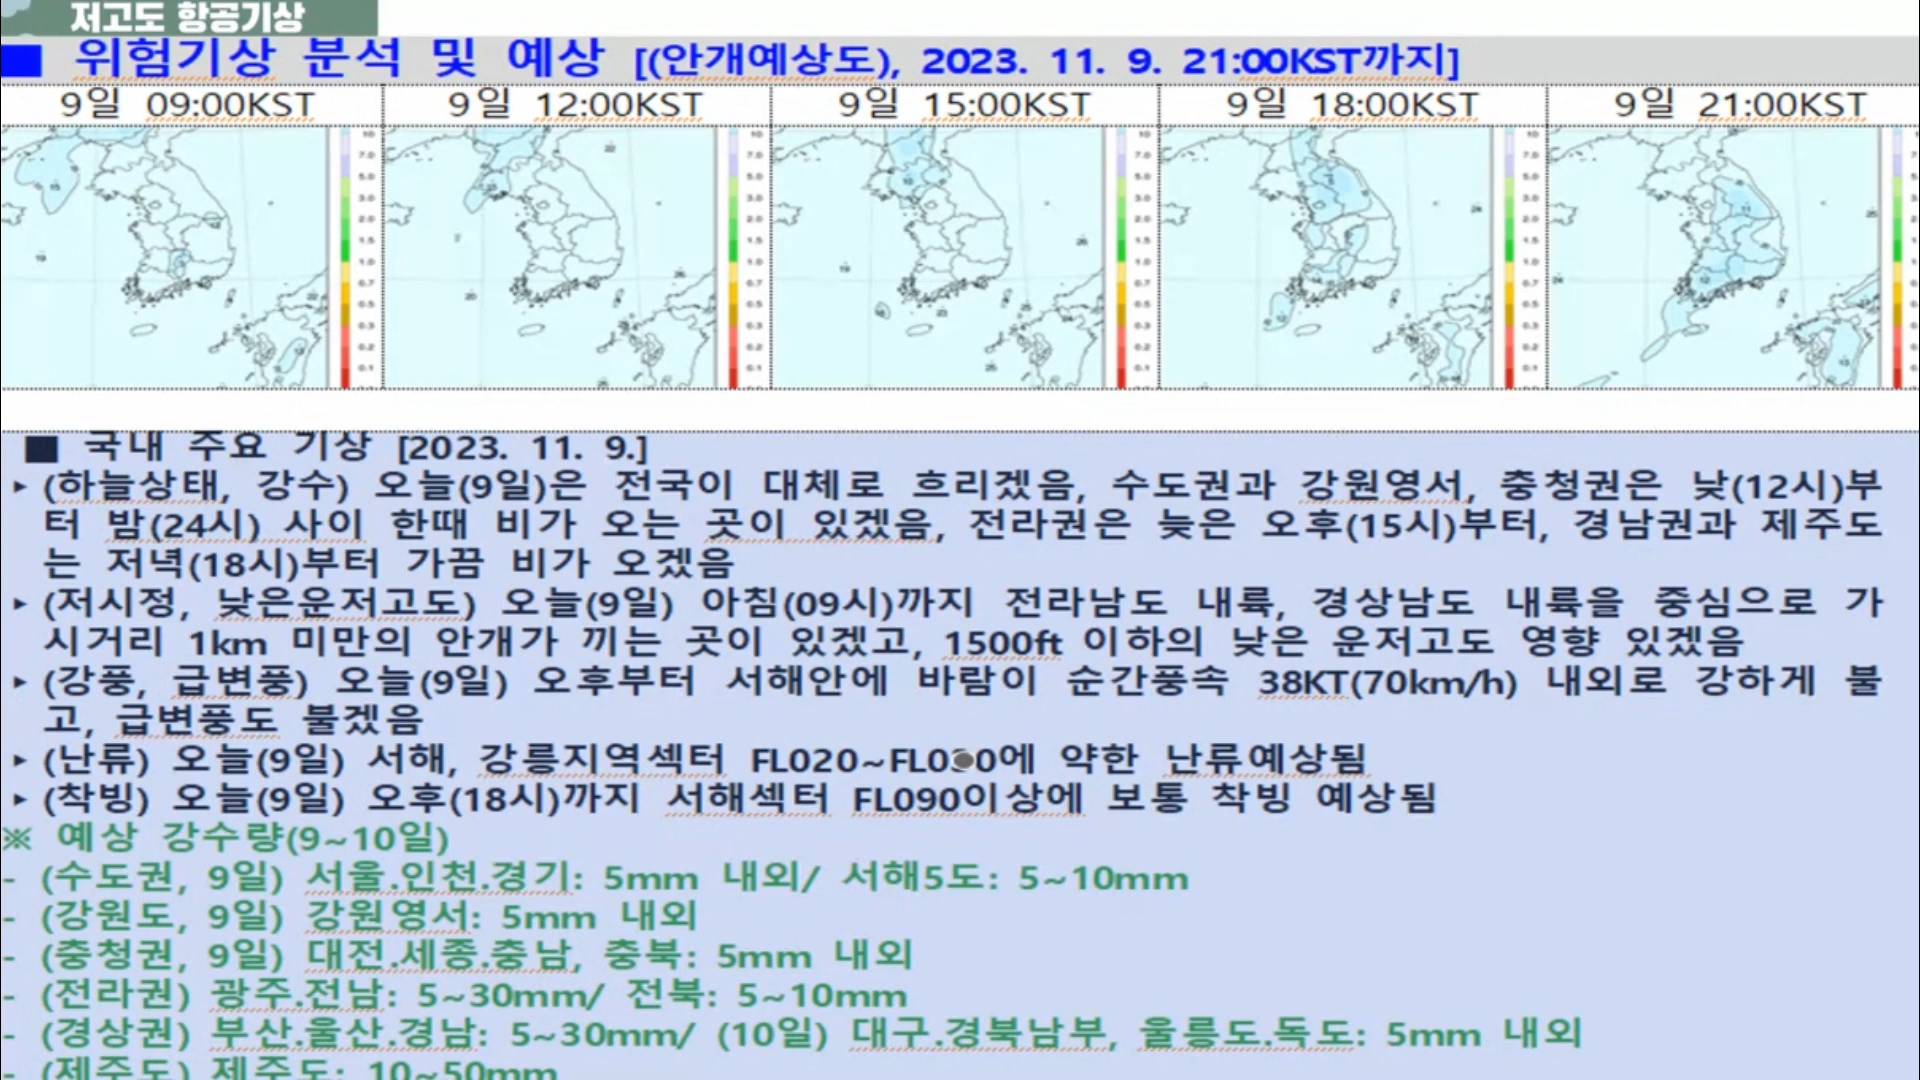 저고도 항공기상
■ 위험기상 분석 및 예상 [(안개예상도), 2023. 11. 9. 21:00KST까지]
9일 09:00KST
9일 12:00KST
9일 15:00KST
9일 18:00KST
9일 21:00KST
■ 국내 주요 기상 [2023. 11. 9.]
▸ (하늘상태, 강수) 오늘(9일)은 전국이 대체로 흐리겠음, 수도권과 강원영서, 충청권은 낮(12시)부
터 밤(24시) 사이 한때 비가 오는 곳이 있겠음, 전라권은 늦은 오후(15시)부터, 경남권과 제주도
는 저녁(18시)부터 가끔 비가 오겠음
▸ (저시정, 낮은운저고도) 오늘(9일) 아침(09시)까지 전라남도 내륙, 경상남도 내륙을 중심으로 가
시거리 1km 미만의 안개가 끼는 곳이 있겠고, 1500ft 이하의 낮은 운저고도 영향 있겠음
▸ (강풍, 급변풍) 오늘(9일) 오후부터 서해안에 바람이 순간풍속 38KT(70km/h) 내외로 강하게 불
고, 급변풍도 불겠음
▸ (난류) 오늘(9일) 서해, 강릉지역섹터 약한 난류예상됨
▸ (착빙) 오늘(9일) 오후(18시)까지 서해섹터 FL090이상에 보통 착빙 예상됨
※ 예상 강수량(9~10일)
- (수도권, 9일) 서울.인천.경기: 5mm 내외/ 서해5도: 5~10mm
- (강원도, 9일) 강원영서: 5mm 내외
- (충청권, 9일) 대전.세종.충남, 충북: 5mm 내외
- (전라권) 광주.전남: 5~30mm/ 전북: 5~10mm
- (경상권) 부산.울산.경남: 5~30mm/ (10일) 대구.경북남부, 울릉도.독도: 5mm 내외
- (제주도) 제주도: 10~50mm